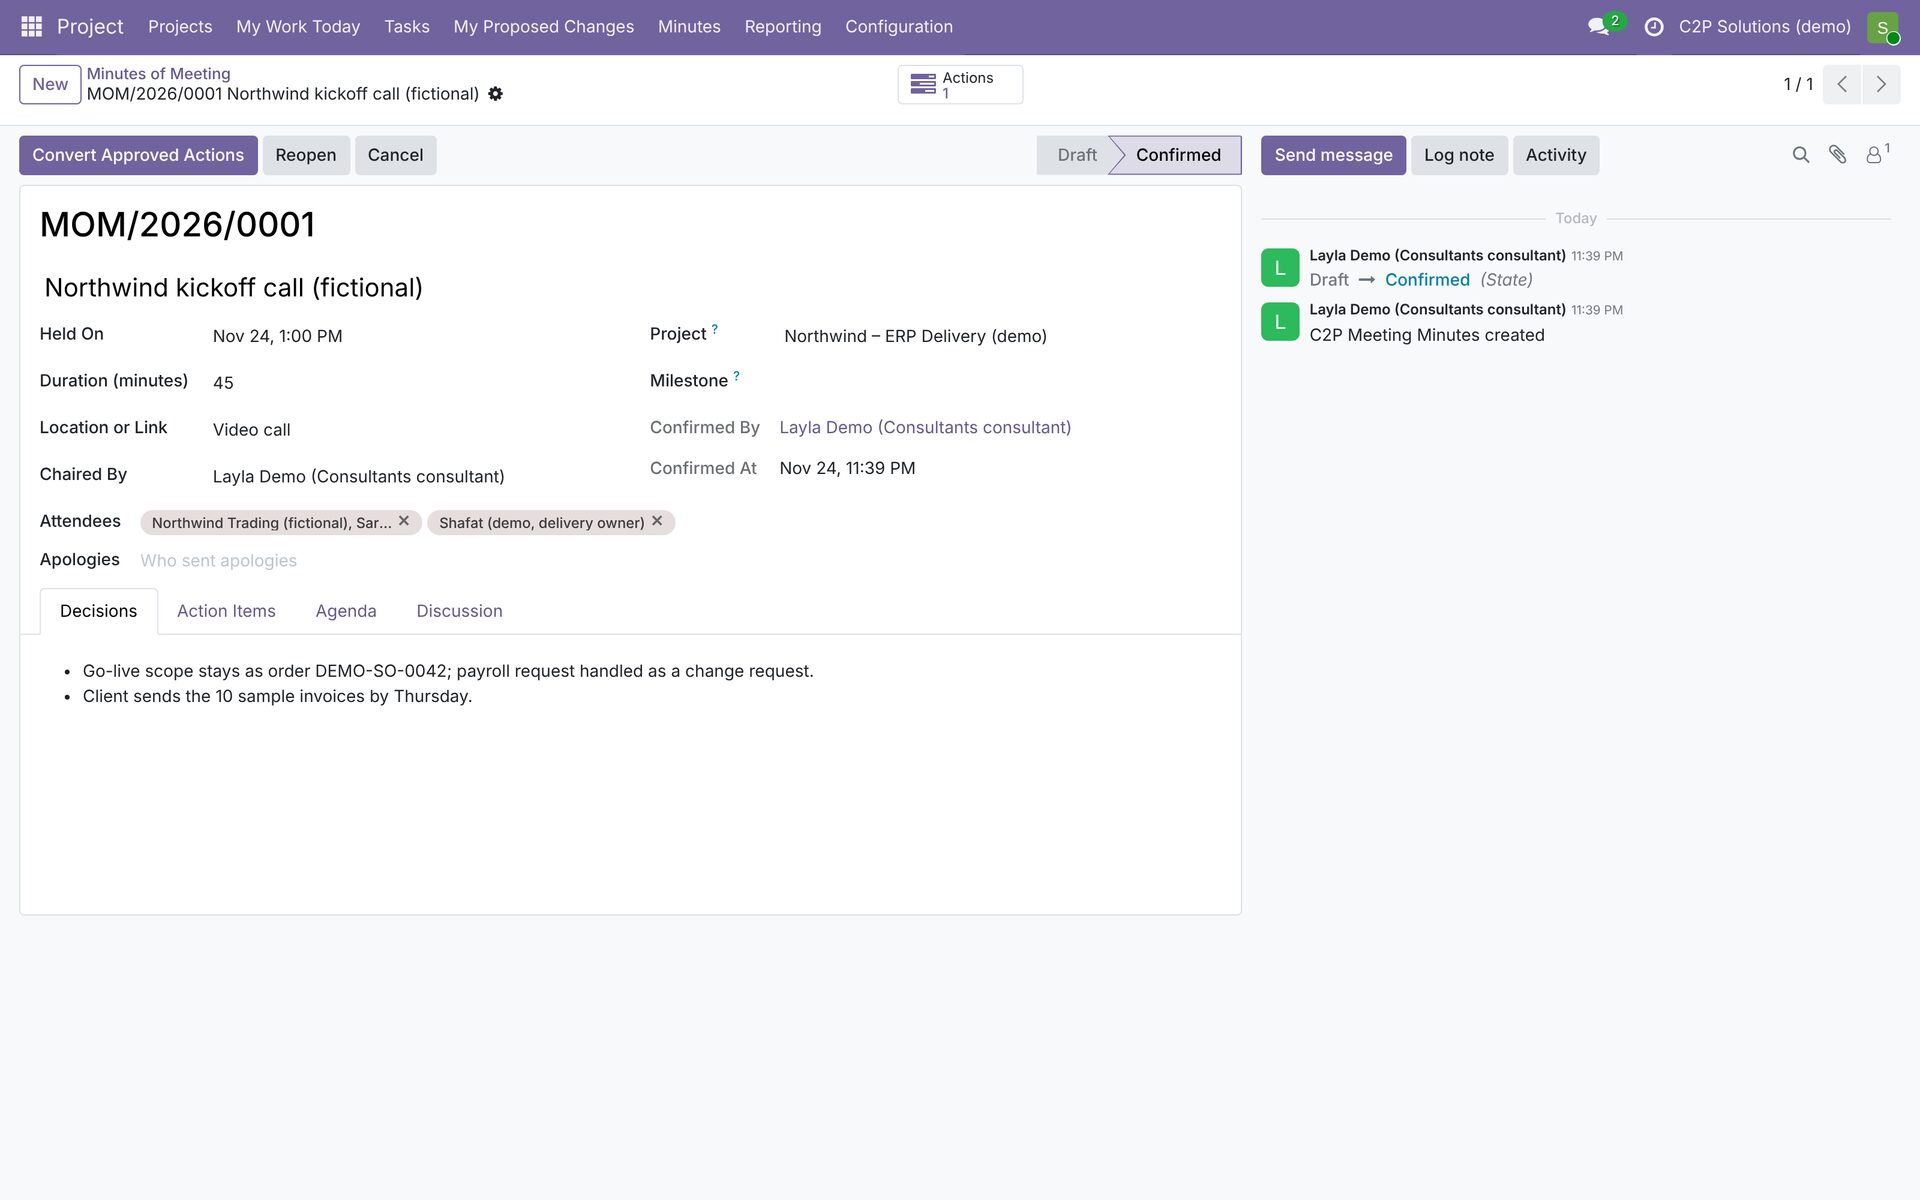 Project Projects My Work Today Tasks My Proposed Changes Minutes Reporting Configuration 2 C2P Solutions (demo) S
New Minutes of Meeting
MOM/2026/0001 Northwind kickoff call (fictional)
Actions
1
1 / 1
Convert Approved Actions Reopen Cancel Draft Confirmed
Send message Log note Activity 1
MOM/2026/0001
Northwind kickoff call (fictional)
Held On Nov 24, 1:00 PM
Duration (minutes) 45
Location or Link Video call
Chaired By Layla Demo (Consultants consultant)
Project ? Northwind – ERP Delivery (demo)
Milestone ?
Confirmed By Layla Demo (Consultants consultant)
Confirmed At Nov 24, 11:39 PM
Attendees Northwind Trading (fictional), Sar... Shafat (demo, delivery owner)
Apologies Who sent apologies
Decisions Action Items Agenda Discussion
Go-live scope stays as order DEMO-SO-0042; payroll request handled as a change request.
Client sends the 10 sample invoices by Thursday.
Today
L
Layla Demo (Consultants consultant) 11:39 PM
Draft → Confirmed (State)
L
Layla Demo (Consultants consultant) 11:39 PM
C2P Meeting Minutes created